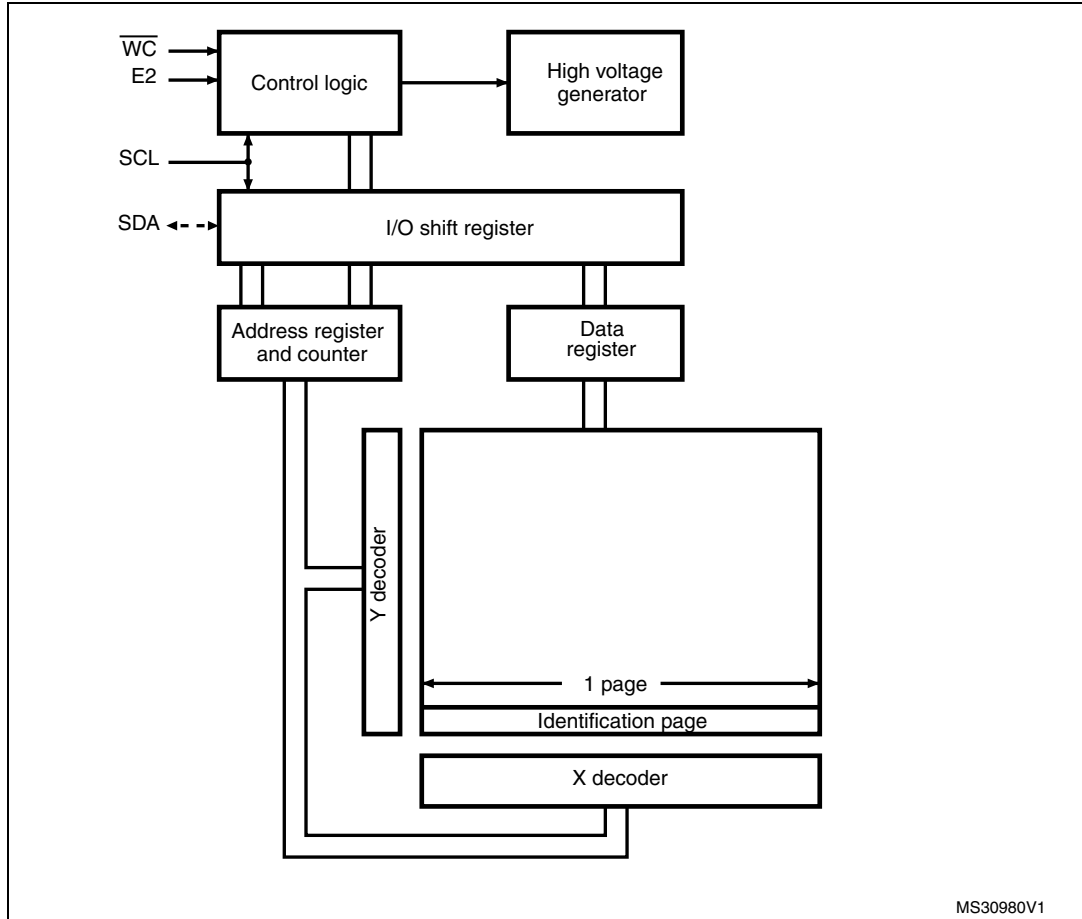 W̅C̅
E2
Control logic
High voltage
generator
SCL
SDA
I/O shift register
Address register
and counter
Data
register
Y decoder
1 page
Identification page
X decoder
MS30980V1